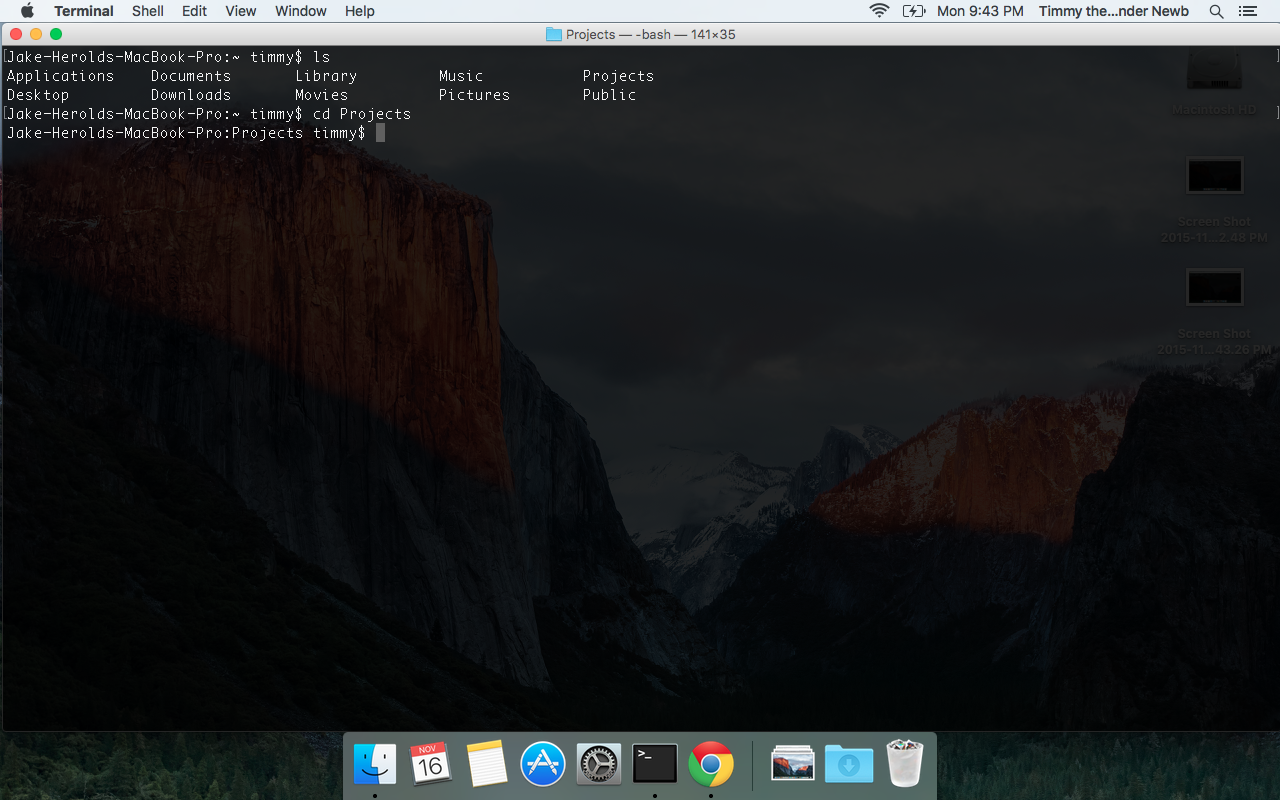 Terminal Shell Edit View Window Help Mon 9:43 PM Timmy the...nder Newb
Projects — -bash — 141×35
[Jake-Herolds-MacBook-Pro:~ timmy$ ls ]
Applications Documents Library Music Projects
Desktop Downloads Movies Pictures Public
[Jake-Herolds-MacBook-Pro:~ timmy$ cd Projects ]
Jake-Herolds-MacBook-Pro:Projects timmy$
Macintosh HD
Screen Shot
2015-11...2.48 PM
Screen Shot
2015-11...43.26 PM
NOV
16
>_